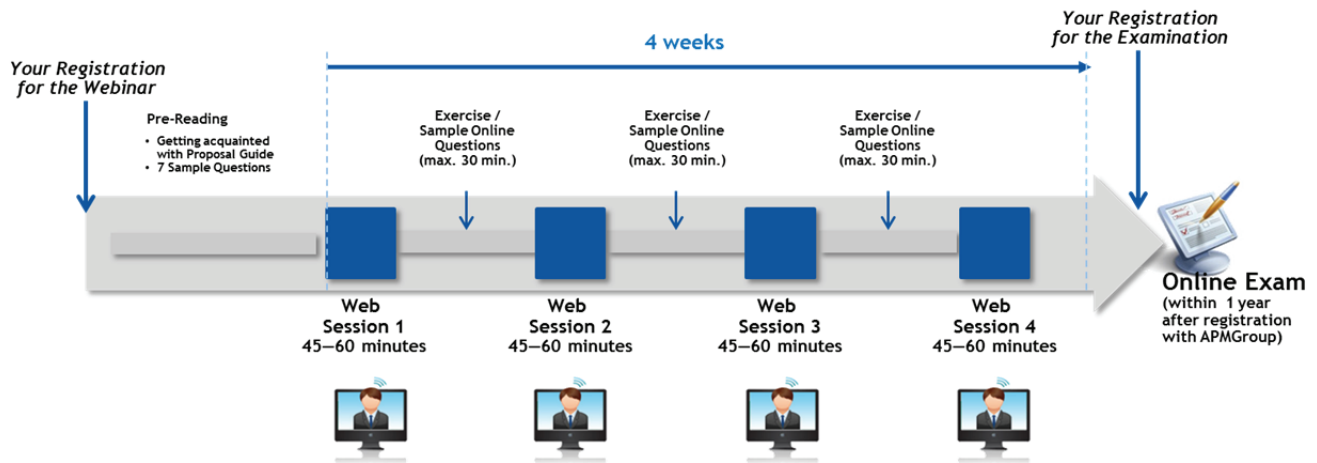 Your Registration
for the Webinar
Pre-Reading
• Getting acquainted
with Proposal Guide
• 7 Sample Questions
4 weeks
Exercise /
Sample Online
Questions
(max. 30 min.)
Exercise /
Sample Online
Questions
(max. 30 min.)
Exercise /
Sample Online
Questions
(max. 30 min.)
Your Registration
for the Examination
Web
Session 1
45—60 minutes
Web
Session 2
45—60 minutes
Web
Session 3
45—60 minutes
Web
Session 4
45—60 minutes
Online Exam
(within 1 year
after registration
with APMGroup)